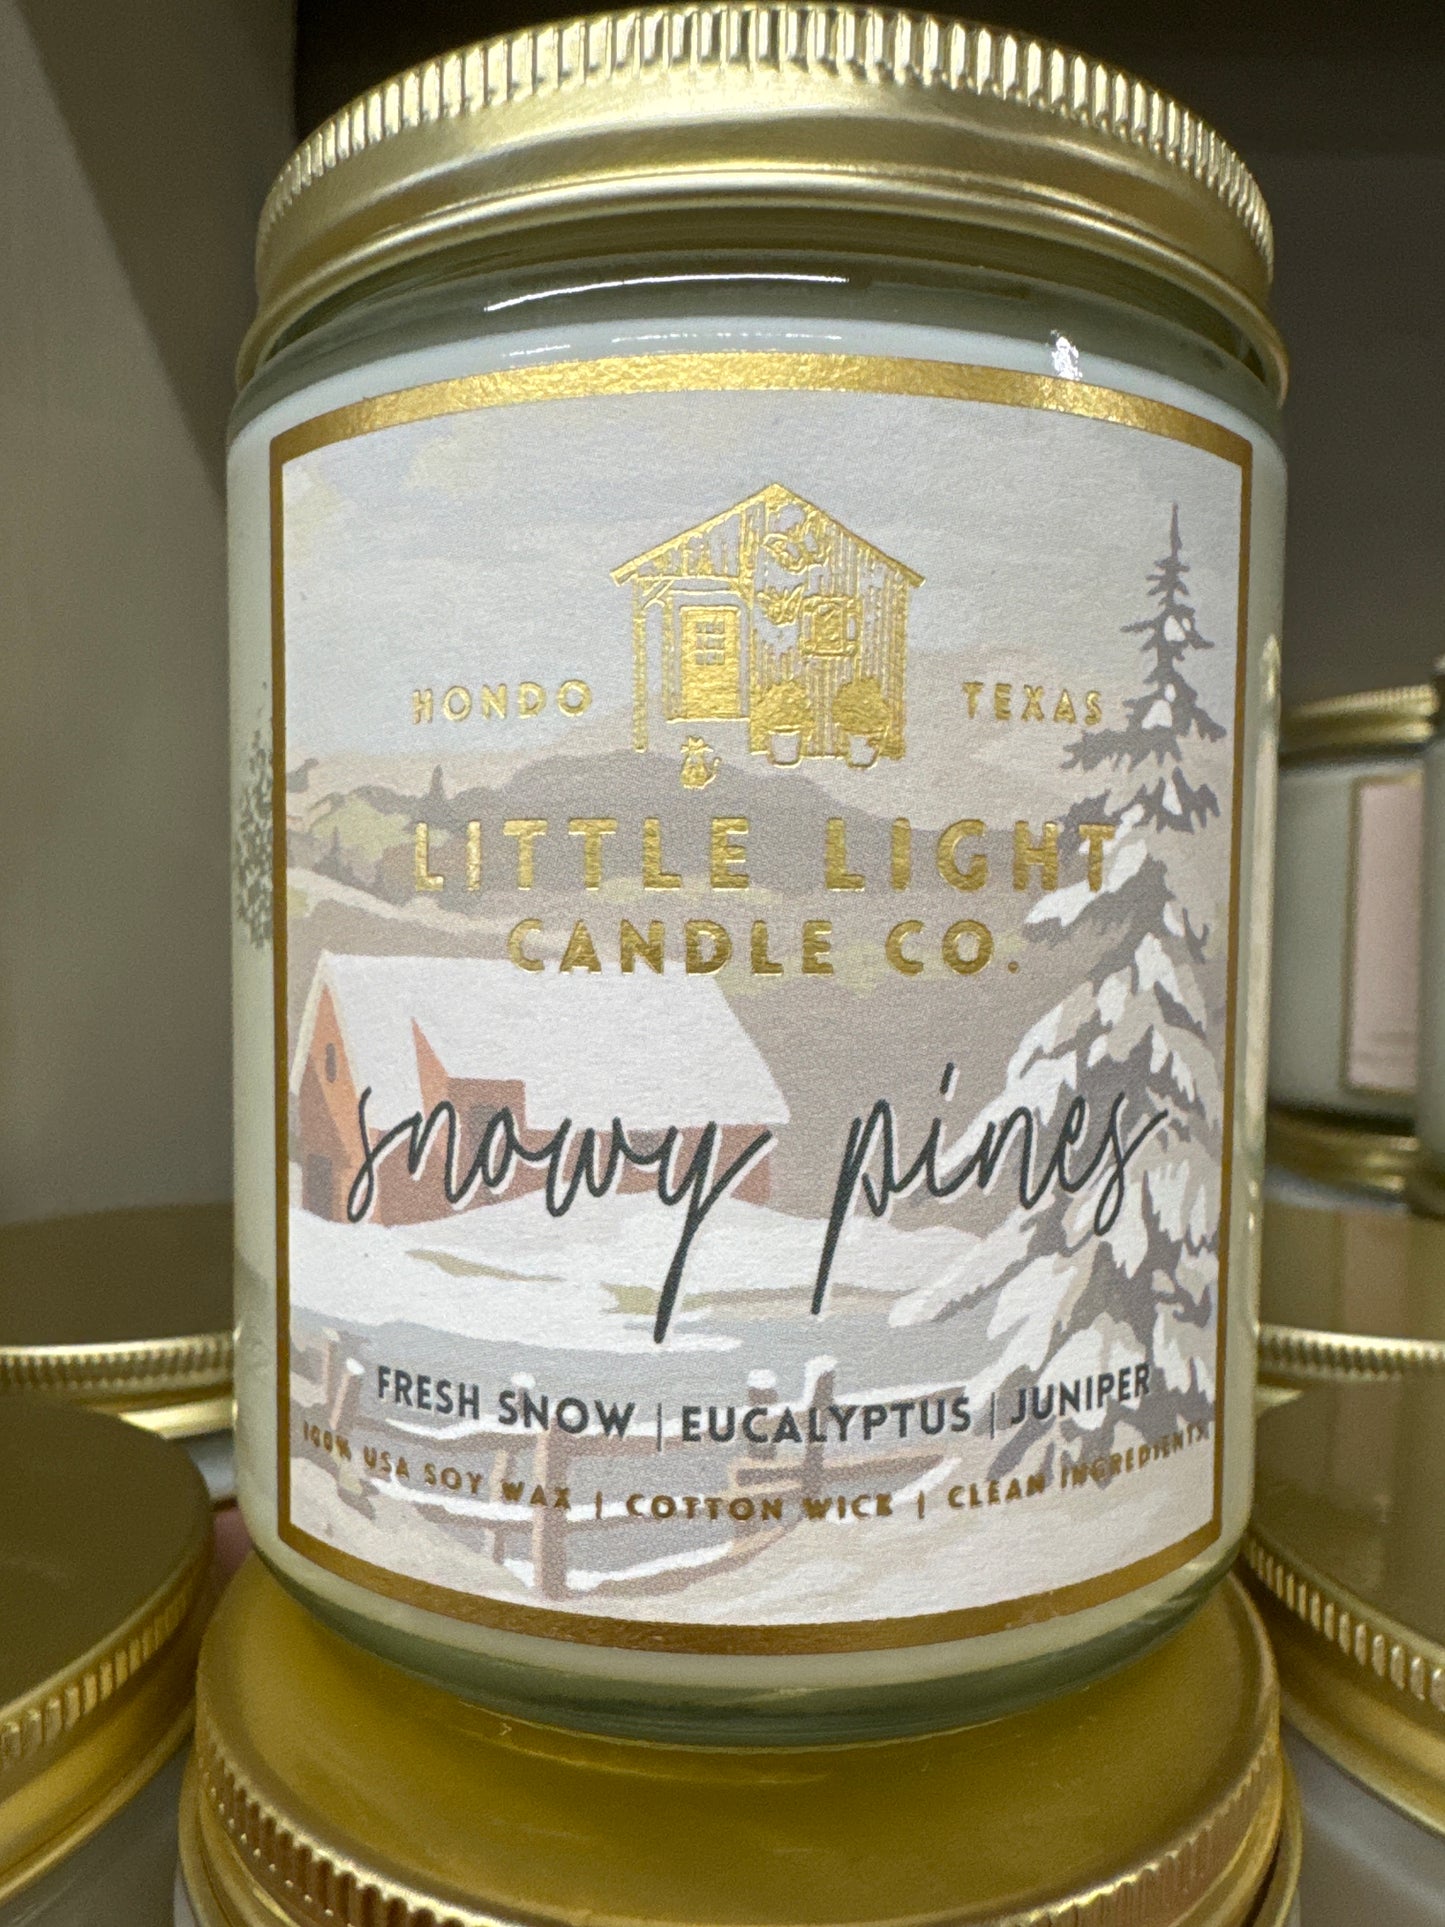 HONDO TEXAS
LITTLE LIGHT
CANDLE CO.
snowy pines
FRESH SNOW | EUCALYPTUS | JUNIPER
100% USA SOY WAX | COTTON WICK | CLEAN INGREDIENTS